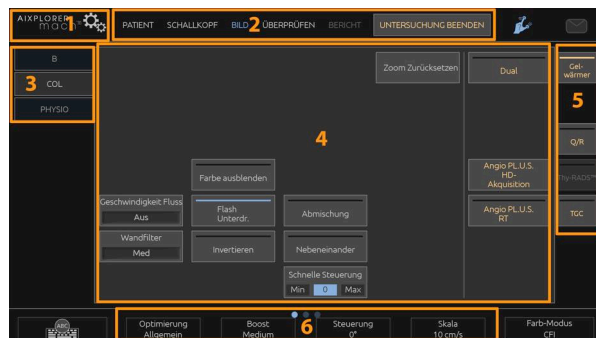 AIXPLORER
mach
1
PATIENT SCHALLKOPF BILD 2 ÜBERPRÜFEN BERICHT UNTERSUCHUNG BEENDEN
B
3
COL
PHYSIO
Zoom Zurücksetzen
Dual
Gel-
wärmer
5
4
Q/R
Farbe ausblenden
Angio PL.U.S.
HD-
Akquisition
Thy-RADS™
Geschwindigkeit Fluss
Aus
Flash
Unterdr.
Abmischung
Angio PL.U.S.
RT
TGC
Wandfilter
Med
Invertieren
Nebeneinander
Schnelle Steuerung
Min 0 Max
ABC
Optimierung
Allgemein
Boost
Medium
6
Steuerung
0°
Skala
10 cm/s
Farb-Modus
CFI